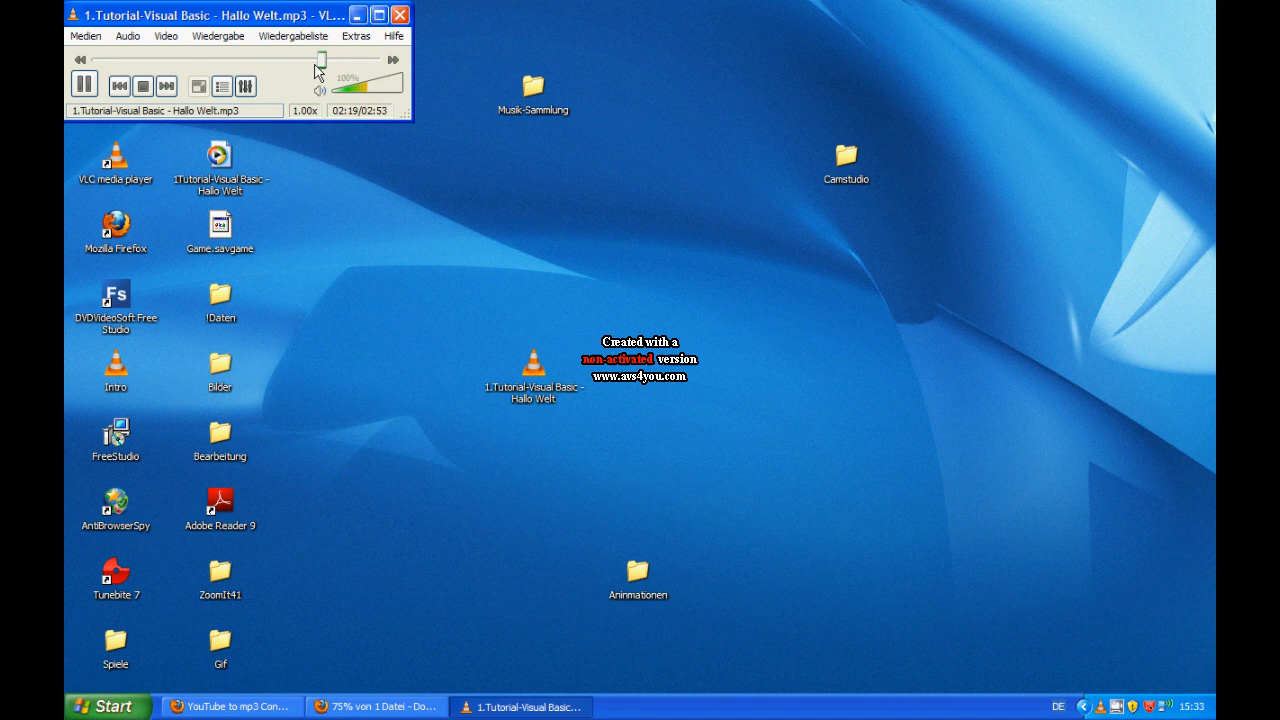 1.Tutorial-Visual Basic - Hallo Welt.mp3 - VL...
Medien Audio Video Wiedergabe Wiedergabeliste Extras Hilfe
100%
1.Tutorial-Visual Basic - Hallo Welt.mp3 1.00x 02:19/02:53
Musik-Sammlung
Camstudio
VLC media player
1Tutorial-Visual Basic -
Hallo Welt
Mozilla Firefox
Game.savgame
Fs
DVDVideoSoft Free
Studio
!Daten
Created with a
non-activated version
www.avs4you.com
Intro
Bilder
1.Tutorial-Visual Basic -
Hallo Welt
FreeStudio
Bearbeitung
AntiBrowserSpy
Adobe Reader 9
Tunebite 7
ZoomIt41
Aninmationen
Spiele
Gif
Start
YouTube to mp3 Con...
75% von 1 Datei - Do...
1.Tutorial-Visual Basic...
DE
15:33